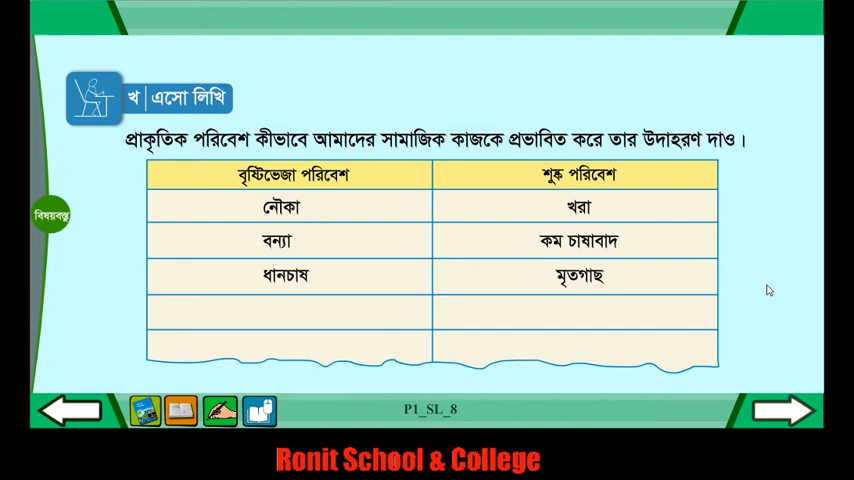 খ | এসো লিখি
প্রাকৃতিক পরিবেশ কীভাবে আমাদের সামাজিক কাজকে প্রভাবিত করে তার উদাহরণ দাও।
বৃষ্টিভেজা পরিবেশ শুষ্ক পরিবেশ
নৌকা খরা
বন্যা কম চাষাবাদ
ধানচাষ মৃতগাছ
বিষয়বস্তু
P1_SL_8
Ronit School & College